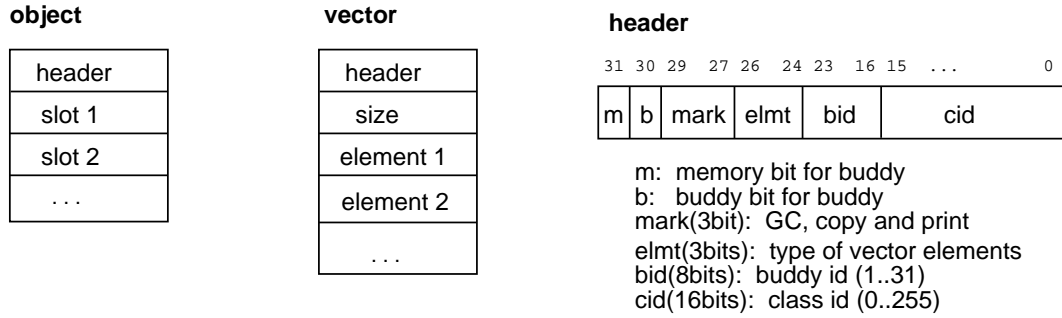 object
header
slot 1
slot 2
. . .
vector
header
size
element 1
element 2
. . .
header
31 30 29 27 26 24 23 16 15 ... 0
m b mark elmt bid cid
m: memory bit for buddy
b: buddy bit for buddy
mark(3bit): GC, copy and print
elmt(3bits): type of vector elements
bid(8bits): buddy id (1..31)
cid(16bits): class id (0..255)